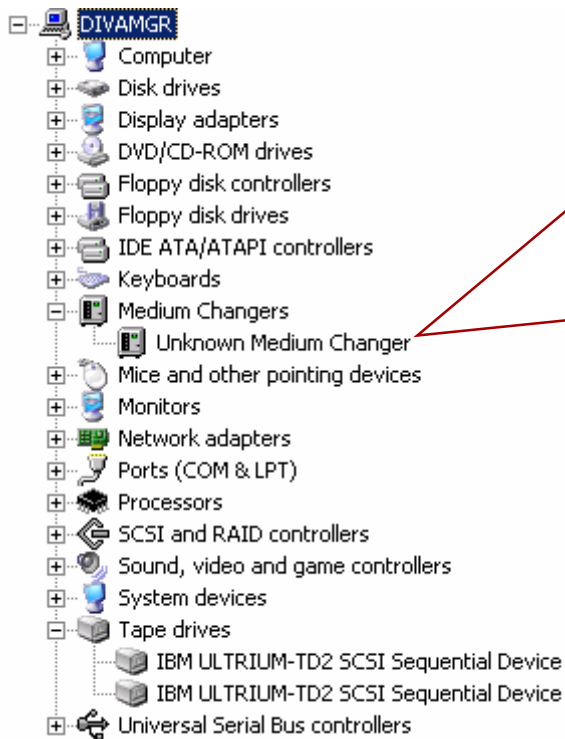 DIVAMGR
Computer
Disk drives
Display adapters
DVD/CD-ROM drives
Floppy disk controllers
Floppy disk drives
IDE ATA/ATAPI controllers
Keyboards
Medium Changers
Unknown Medium Changer
Mice and other pointing devices
Monitors
Network adapters
Ports (COM & LPT)
Processors
SCSI and RAID controllers
Sound, video and game controllers
System devices
Tape drives
IBM ULTRIUM-TD2 SCSI Sequential Device
IBM ULTRIUM-TD2 SCSI Sequential Device
Universal Serial Bus controllers